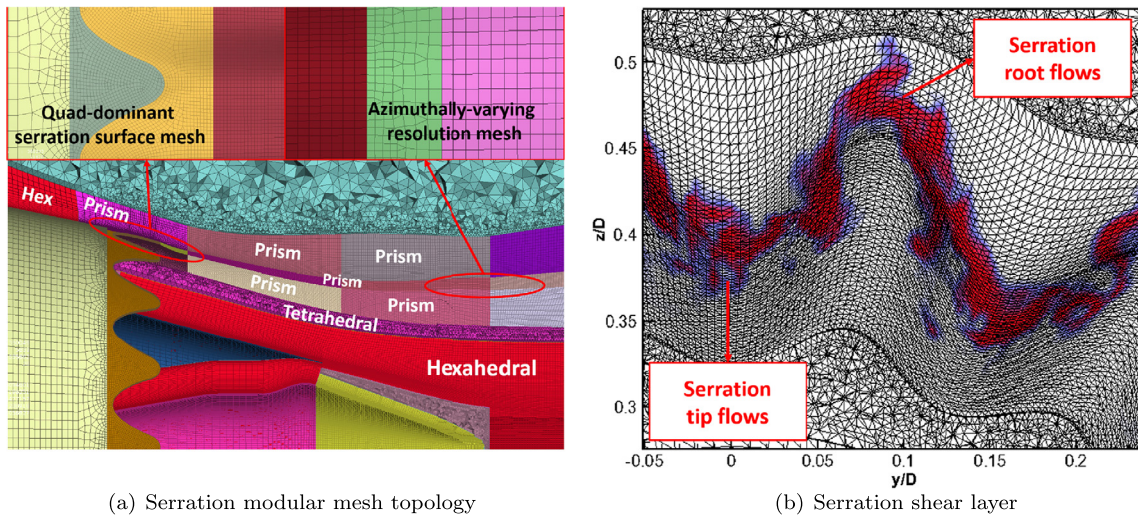 Quad-dominant
serration surface mesh
Azimuthally-varying
resolution mesh
Hex
Prism
Prism
Prism
Prism
Prism
Prism
Tetrahedral
Hexahedral
(a) Serration modular mesh topology
Serration
root flows
Serration
tip flows
z/D
0.5
0.45
0.4
0.35
0.3
-0.05
0
0.05
0.1
0.15
0.2
y/D
(b) Serration shear layer